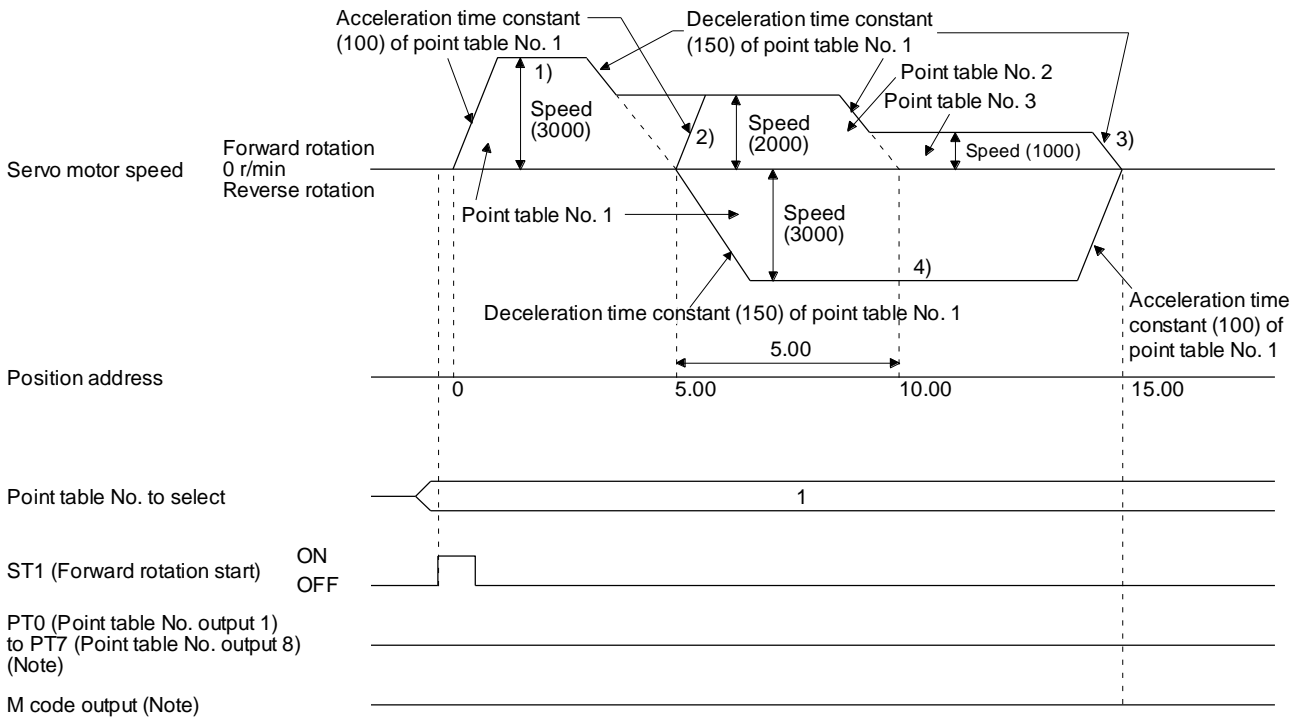 Acceleration time constant
(100) of point table No. 1
Deceleration time constant
(150) of point table No. 1
Point table No. 2
Point table No. 3
1)
Speed
(3000)
2)
Speed
(2000)
Speed (1000)
3)
Servo motor speed
Forward rotation
0 r/min
Reverse rotation
Point table No. 1
Speed
(3000)
4)
Deceleration time constant (150) of point table No. 1
Acceleration time
constant (100) of
point table No. 1
5.00
Position address
0
5.00
10.00
15.00
Point table No. to select
1
ST1 (Forward rotation start)
ON
OFF
PT0 (Point table No. output 1)
to PT7 (Point table No. output 8)
(Note)
M code output (Note)